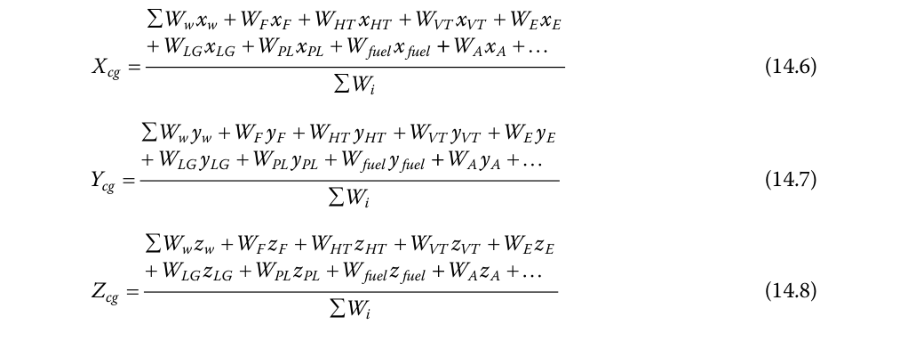 ∑W_w x_w + W_F x_F + W_HT x_HT + W_VT x_VT + W_E x_E
+ W_LG x_LG + W_PL x_PL + W_fuel x_fuel + W_A x_A + …
X_cg = (14.6)
∑W_i
∑W_w y_w + W_F y_F + W_HT y_HT + W_VT y_VT + W_E y_E
+ W_LG y_LG + W_PL y_PL + W_fuel y_fuel + W_A y_A + …
Y_cg = (14.7)
∑W_i
∑W_w z_w + W_F z_F + W_HT z_HT + W_VT z_VT + W_E z_E
+ W_LG z_LG + W_PL z_PL + W_fuel z_fuel + W_A z_A + …
Z_cg = (14.8)
∑W_i